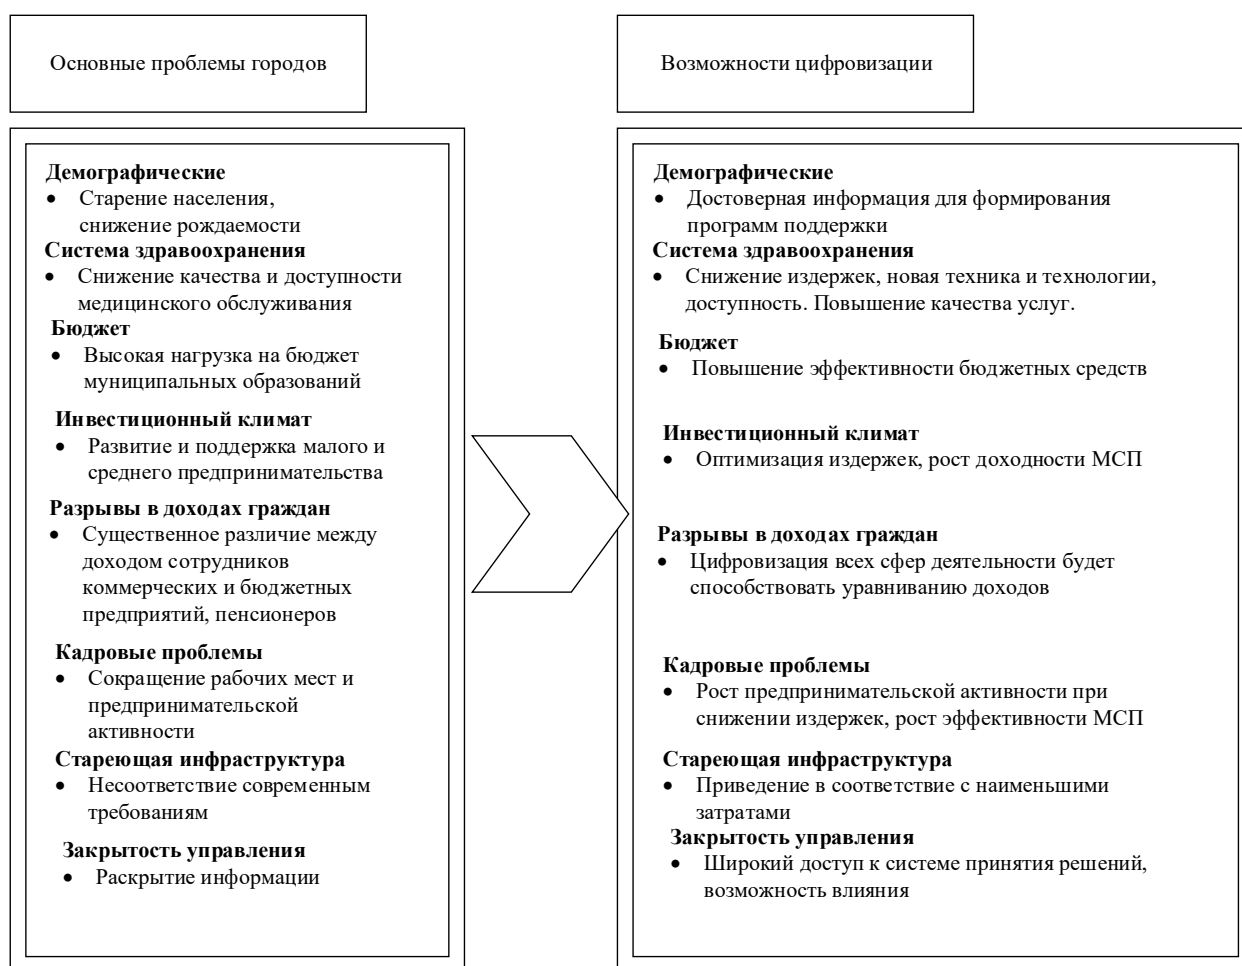 Основные проблемы городов
Возможности цифровизации
Демографические
• Старение населения,
снижение рождаемости
Система здравоохранения
• Снижение качества и доступности
медицинского обслуживания
Бюджет
• Высокая нагрузка на бюджет
муниципальных образований
Инвестиционный климат
• Развитие и поддержка малого и
среднего предпринимательства
Разрывы в доходах граждан
• Существенное различие между
доходом сотрудников
коммерческих и бюджетных
предприятий, пенсионеров
Кадровые проблемы
• Сокращение рабочих мест и
предпринимательской
активности
Стареющая инфраструктура
• Несоответствие современным
требованиям
Закрытость управления
• Раскрытие информации
Демографические
• Достоверная информация для формирования
программ поддержки
Система здравоохранения
• Снижение издержек, новая техника и технологии,
доступность. Повышение качества услуг.
Бюджет
• Повышение эффективности бюджетных средств
Инвестиционный климат
• Оптимизация издержек, рост доходности МСП
Разрывы в доходах граждан
• Цифровизация всех сфер деятельности будет
способствовать уравниванию доходов
Кадровые проблемы
• Рост предпринимательской активности при
снижении издержек, рост эффективности МСП
Стареющая инфраструктура
• Приведение в соответствие с наименьшими
затратами
Закрытость управления
• Широкий доступ к системе принятия решений,
возможность влияния